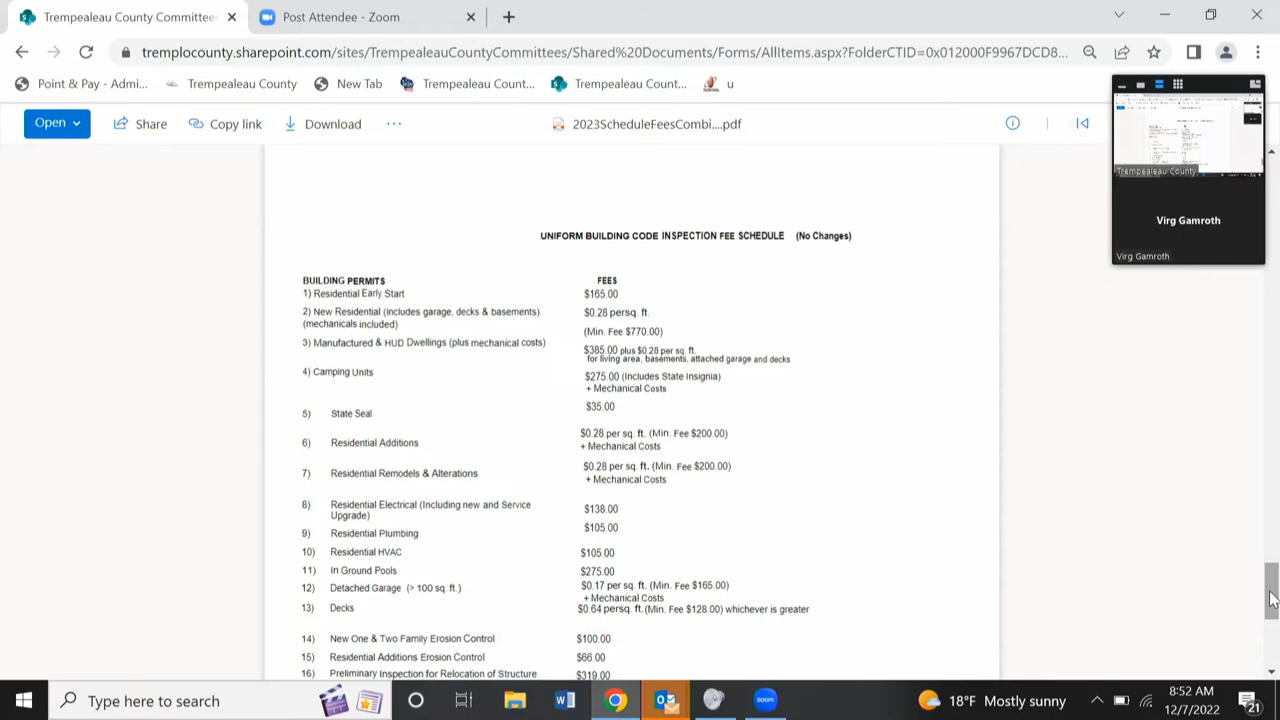 Trempealeau County Committee
Post Attendee - Zoom
templocounty.sharepoint.com/sites/TrempealeauCountyCommittees/Shared%20Documents/Forms/AllItems.aspx?FolderCTID=0x012000F9967DCD8...
Point & Pay - Admi...
Trempealeau County
New Tab
Trempealeau Count...
Trempealeau Count...
u
Open
Share
Copy link
Download
...
2023ScheduleFeesCombi....pdf
Trempealeau County
Virg Gamroth
Virg Gamroth
UNIFORM BUILDING CODE INSPECTION FEE SCHEDULE (No Changes)
BUILDING PERMITS FEES
1) Residential Early Start $165.00
2) New Residential (includes garage, decks & basements) $0.28 persq. ft.
(mechanicals included) (Min. Fee $770.00)
3) Manufactured & HUD Dwellings (plus mechanical costs) $385.00 plus $0.28 per sq. ft.
for living area, basements, attached garage and decks
4) Camping Units $275.00 (Includes State Insignia)
+ Mechanical Costs
5) State Seal $35.00
6) Residential Additions $0.28 per sq. ft. (Min. Fee $200.00)
+ Mechanical Costs
7) Residential Remodels & Alterations $0.28 per sq. ft. (Min. Fee $200.00)
+ Mechanical Costs
8) Residential Electrical (Including new and Service $138.00
Upgrade)
9) Residential Plumbing $105.00
10) Residential HVAC $105.00
11) In Ground Pools $275.00
12) Detached Garage (> 100 sq. ft.) $0.17 per sq. ft. (Min. Fee $165.00)
+ Mechanical Costs
13) Decks $0.64 persq. ft. (Min. Fee $128.00) whichever is greater
14) New One & Two Family Erosion Control $100.00
15) Residential Additions Erosion Control $66.00
16) Preliminary Inspection for Relocation of Structure $319.00
Type here to search
18°F Mostly sunny
8:52 AM
12/7/2022
21